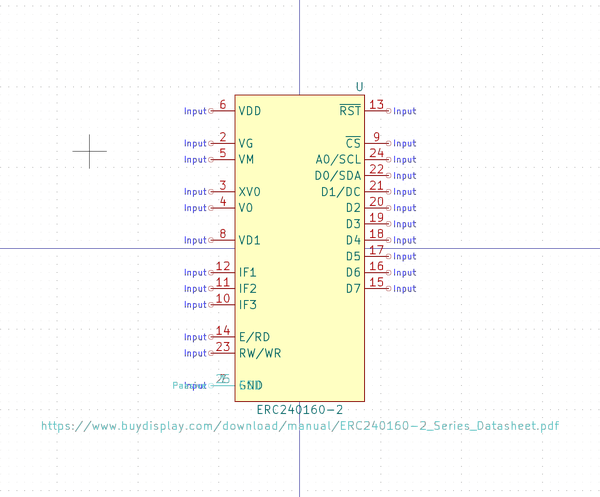 U
Input 6 VDD RST 13 Input
Input 2 VG CS 9 Input
Input 5 VM A0/SCL 24 Input
D0/SDA 22 Input
Input 3 XV0 D1/DC 21 Input
Input 4 V0 D2 20 Input
D3 19 Input
Input 8 VD1 D4 18 Input
D5 17 Input
Input 12 IF1 D6 16 Input
Input 11 IF2 D7 15 Input
Input 10 IF3
Input 14 E/RD
Input 23 RW/WR
Input GND
ERC240160-2
https://www.buydisplay.com/download/manual/ERC240160-2_Series_Datasheet.pdf